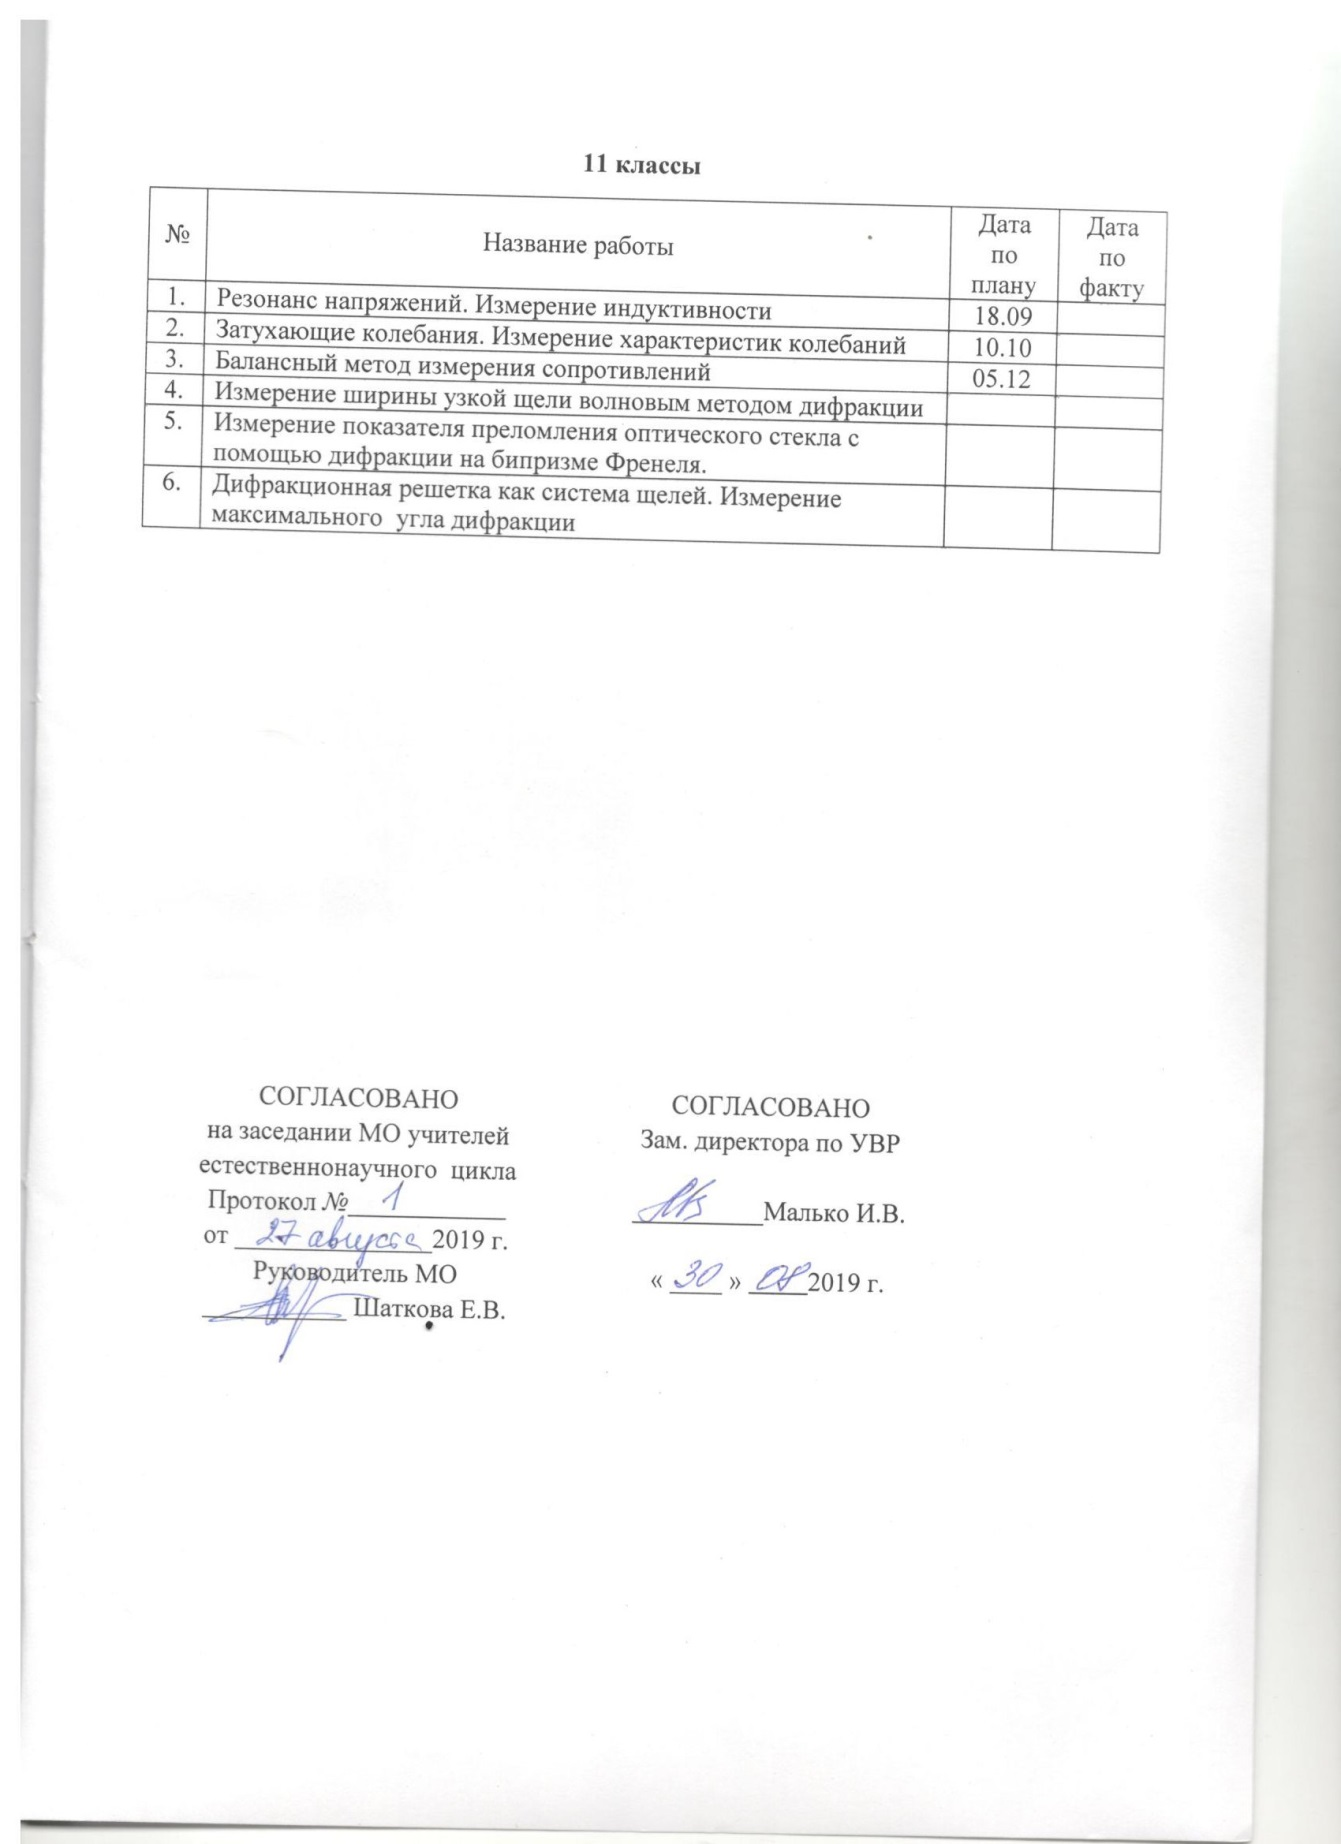 11 классы
№ Название работы Дата по плану Дата по факту
1. Резонанс напряжений. Измерение индуктивности 18.09
2. Затухающие колебания. Измерение характеристик колебаний 10.10
3. Балансный метод измерения сопротивлений 05.12
4. Измерение ширины узкой щели волновым методом дифракции
5. Измерение показателя преломления оптического стекла с
помощью дифракции на бипризме Френеля.
6. Дифракционная решетка как система щелей. Измерение
максимального угла дифракции
СОГЛАСОВАНО
на заседании МО учителей
естественнонаучного цикла
Протокол № 1
от 27 августа 2019 г.
Руководитель МО
Шаткова Е.В.
СОГЛАСОВАНО
Зам. директора по УВР
Малько И.В.
« 30 » 08 2019 г.